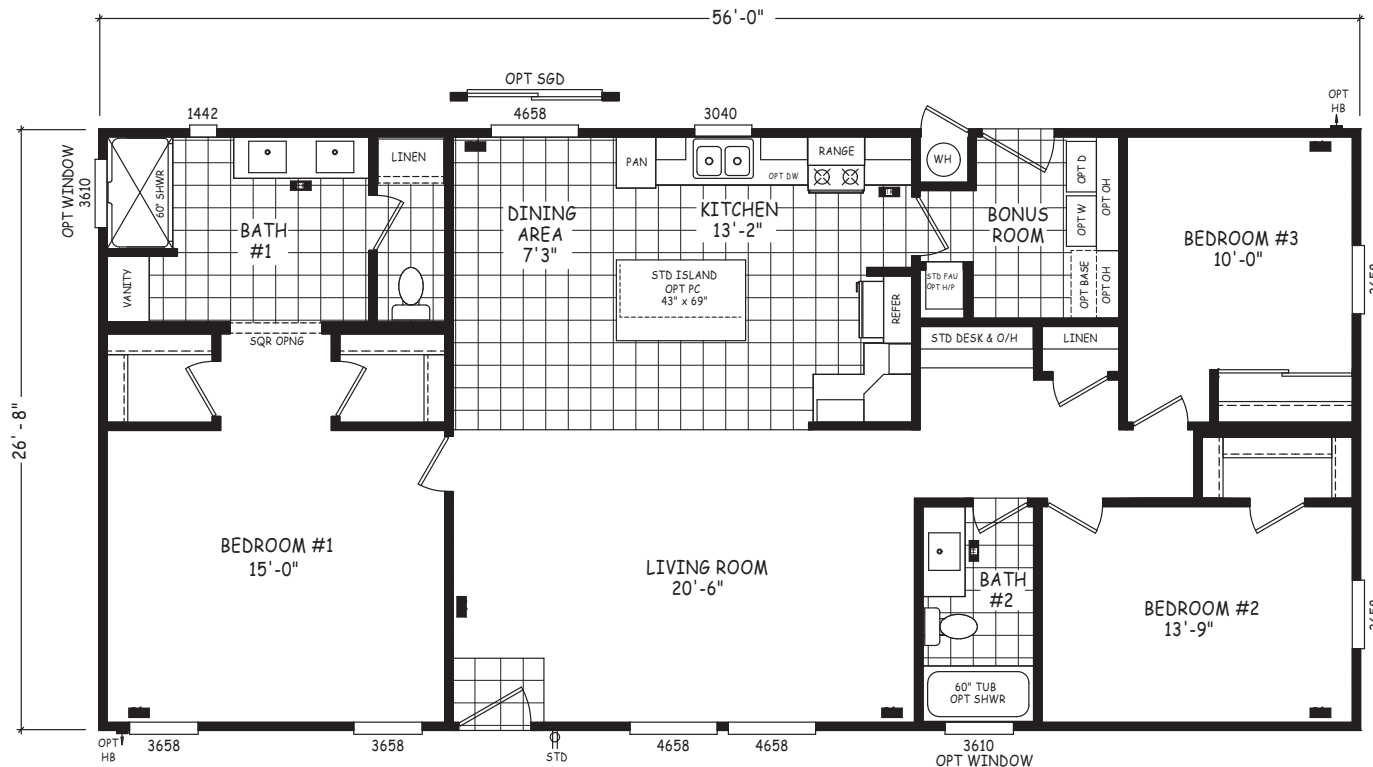 56'-0"
OPT SGD
1442
4658
3040
OPT
HB
OPT WINDOW
3610
60" SHWR
LINEN
PAN
OPT DW
RANGE
WH
OPT D
OPT OH
OPT W
BATH
#1
DINING
AREA
7'3"
KITCHEN
13'-2"
BONUS
ROOM
BEDROOM #3
10'-0"
VANITY
STD ISLAND
OPT PC
43" x 69"
REFER
STD FAU
OPT H/P
OPT BASE
OPT OH
SQR OPNG
STD DESK & O/H
LINEN
26' - 8"
BEDROOM #1
15'-0"
LIVING ROOM
20'-6"
BATH
#2
BEDROOM #2
13'-9"
60" TUB
OPT SHWR
OPT
HB
3658
3658
STD
4658
4658
3610
OPT WINDOW